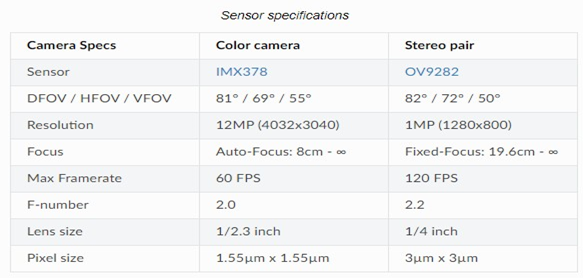 Sensor specifications
Camera Specs Color camera Stereo pair
Sensor IMX378 OV9282
DFOV / HFOV / VFOV 81° / 69° / 55° 82° / 72° / 50°
Resolution 12MP (4032x3040) 1MP (1280x800)
Focus Auto-Focus: 8cm - ∞ Fixed-Focus: 19.6cm - ∞
Max Framerate 60 FPS 120 FPS
F-number 2.0 2.2
Lens size 1/2.3 inch 1/4 inch
Pixel size 1.55µm x 1.55µm 3µm x 3µm